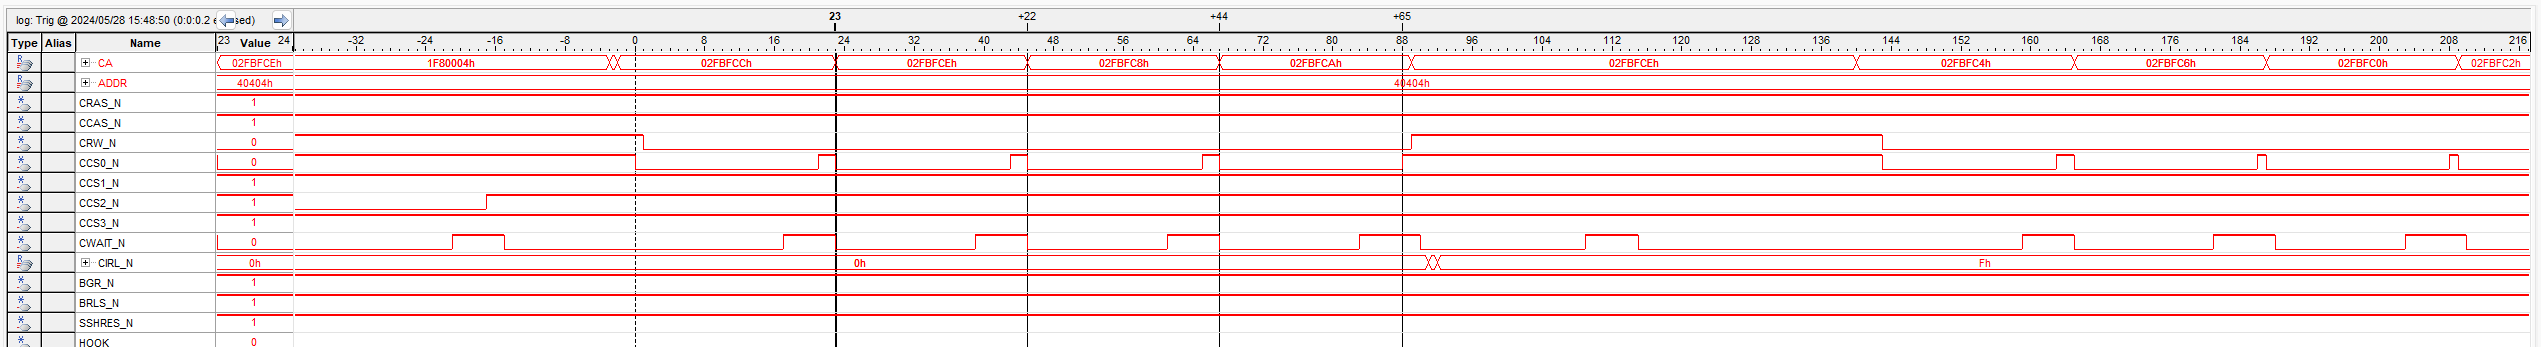 log: Trig @ 2024/05/28 15:48:50 (0:0:0.2 e sed) 23 +22 +44 +65
Type Alias Name 23 Value 24 -32 -24 -16 -8 0 8 16 24 32 40 48 56 64 72 80 88 96 104 112 120 128 136 144 152 160 168 176 184 192 200 208 216
CA 02FBFCEh 1F80004h 02FBFCCh 02FBFCEh 02FBFC8h 02FBFCAh 02FBFCEh 02FBFC4h 02FBFC6h 02FBFC0h 02FBFC2h
ADDR 40404h 40404h
CRAS_N 1
CCAS_N 1
CRW_N 0
CCS0_N 0
CCS1_N 1
CCS2_N 1
CCS3_N 1
CWAIT_N 0
CIRL_N 0h 0h Fh
BGR_N 1
BRLS_N 1
SSHRES_N 1
HOOK 0